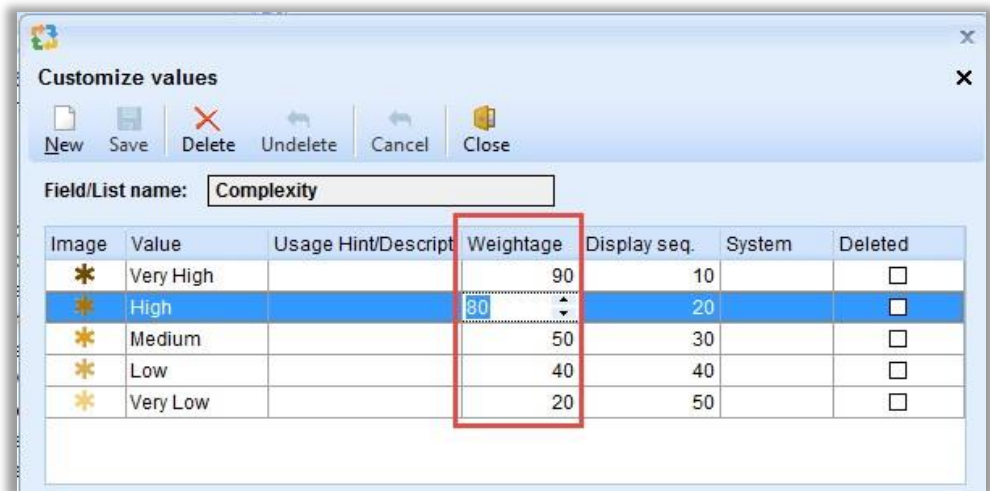 Customize values
New Save Delete Undelete Cancel Close
Field/List name: Complexity
Image Value Usage Hint/Descript Weightage Display seq. System Deleted
Very High 90 10
High 80 20
Medium 50 30
Low 40 40
Very Low 20 50